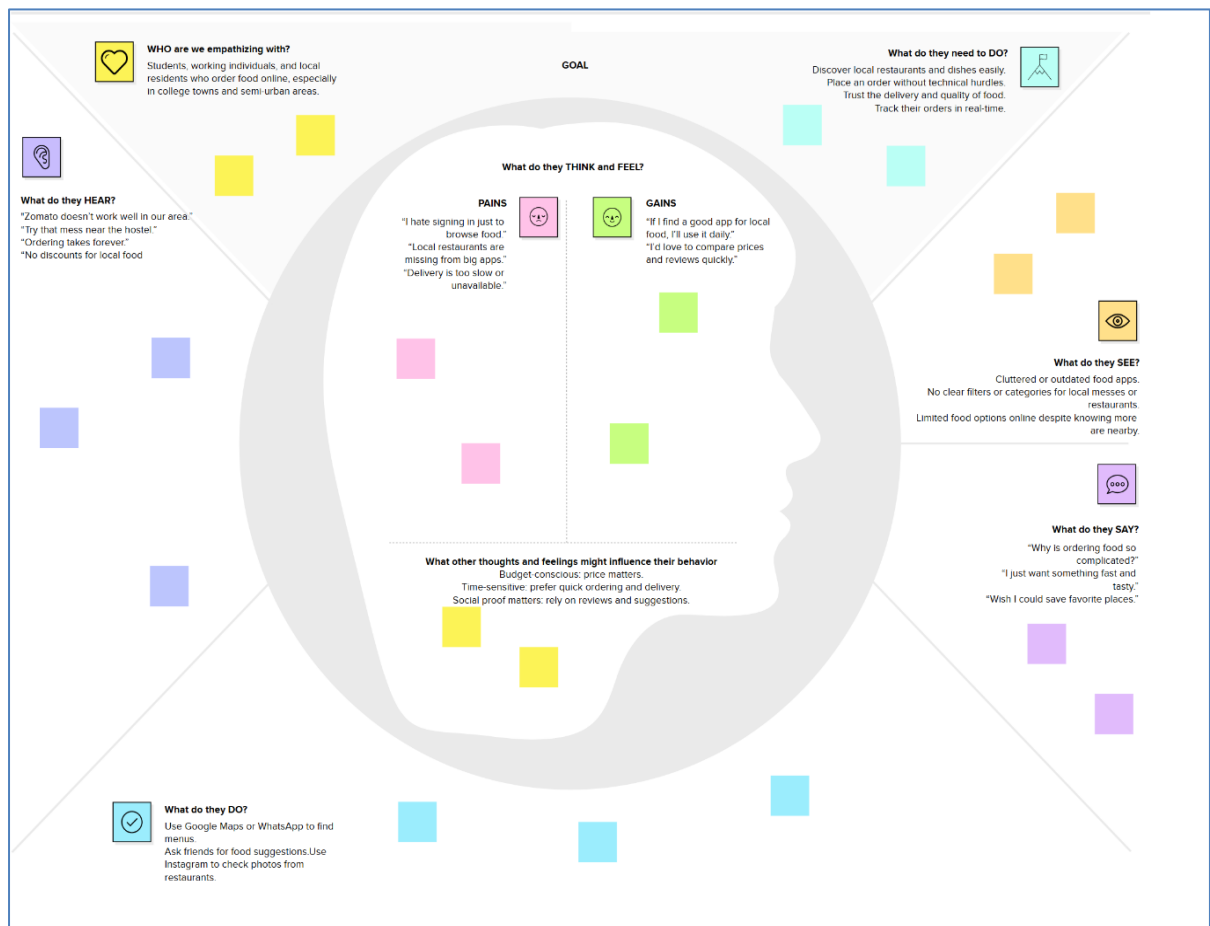 WHO are we empathizing with?
Students, working individuals, and local
residents who order food online, especially
in college towns and semi-urban areas.
GOAL
What do they need to DO?
Discover local restaurants and dishes easily.
Place an order without technical hurdles.
Trust the delivery and quality of food.
Track their orders in real-time.
What do they HEAR?
"Zomato doesn't work well in our area."
"Try that mess near the hostel."
"Ordering takes forever."
"No discounts for local food
What do they THINK and FEEL?
PAINS
"I hate signing in just to
browse food."
"Local restaurants are
missing from big apps."
"Delivery is too slow or
unavailable."
GAINS
"If I find a good app for local
food, I'll use it daily."
"I'd love to compare prices
and reviews quickly."
What do they SEE?
Cluttered or outdated food apps.
No clear filters or categories for local messes or
restaurants.
Limited food options online despite knowing more
are nearby.
What do they SAY?
"Why is ordering food so
complicated?"
"I just want something fast and
tasty."
"Wish I could save favorite places."
What other thoughts and feelings might influence their behavior
Budget-conscious: price matters.
Time-sensitive: prefer quick ordering and delivery.
Social proof matters: rely on reviews and suggestions.
What do they DO?
Use Google Maps or WhatsApp to find
menus.
Ask friends for food suggestions.Use
Instagram to check photos from
restaurants.